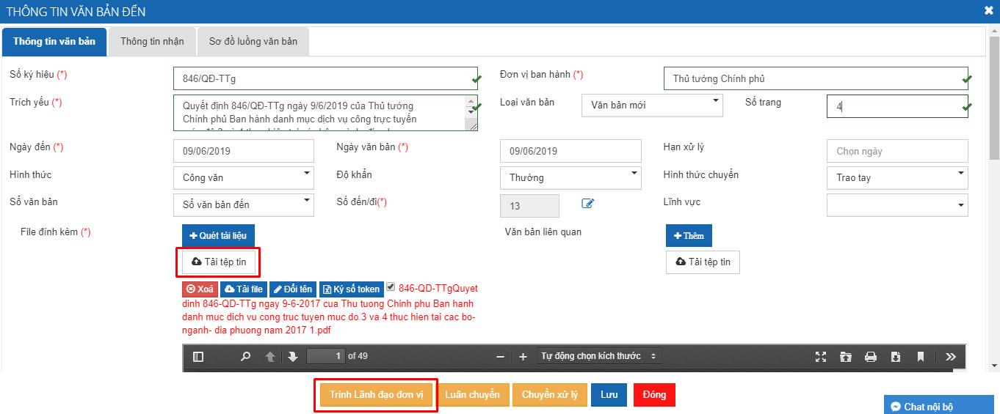 THÔNG TIN VĂN BẢN ĐẾN
Thông tin văn bản Thông tin nhận Sơ đồ luồng văn bản
Số ký hiệu (*) 846/QĐ-TTg Đơn vị ban hành (*) Thủ tướng Chính phủ
Trích yếu (*) Quyết định 846/QĐ-TTg ngày 9/6/2019 của Thủ tướng Loại văn bản Văn bản mới Số trang 4
Chính phủ Ban hành danh mục dịch vụ công trực tuyến
Ngày đến (*) 09/06/2019 Ngày văn bản (*) 09/06/2019 Hạn xử lý Chọn ngày
Hình thức Công văn Độ khẩn Thường Hình thức chuyển Trao tay
Sổ văn bản Sổ văn bản đến Số đến/đi(*) 13 Lĩnh vực
File đính kèm (*) Quét tài liệu Văn bản liên quan Thêm
Tải tệp tin Tải tệp tin
Xoá Tải file Đổi tên Ký số token 846-QD-TTgQuyet
dinh 846-QD-TTg ngay 9-6-2017 cua Thu tuong Chinh phu Ban hanh
danh muc dich vu cong truc tuyen muc do 3 va 4 thuc hien tai cac bo-
nganh- dia phuong nam 2017 1.pdf
1 of 49 Tự động chọn kích thước
Trình Lãnh đạo đơn vị Luân chuyển Chuyển xử lý Lưu Đóng
Chat nội bộ